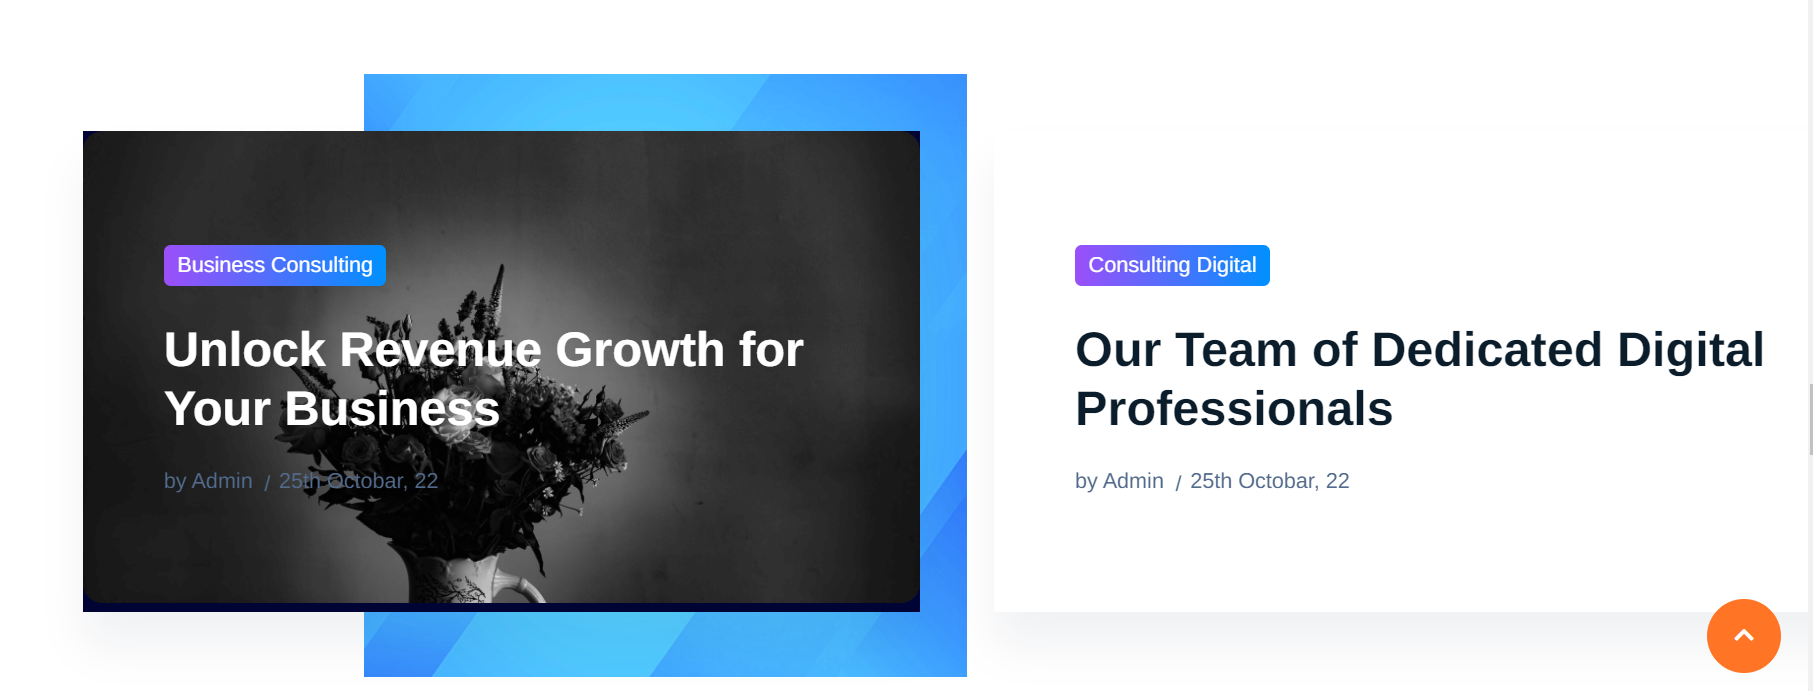 Business Consulting
Unlock Revenue Growth for
Your Business
by Admin / 25th Octobar, 22
Consulting Digital
Our Team of Dedicated Digital
Professionals
by Admin / 25th Octobar, 22